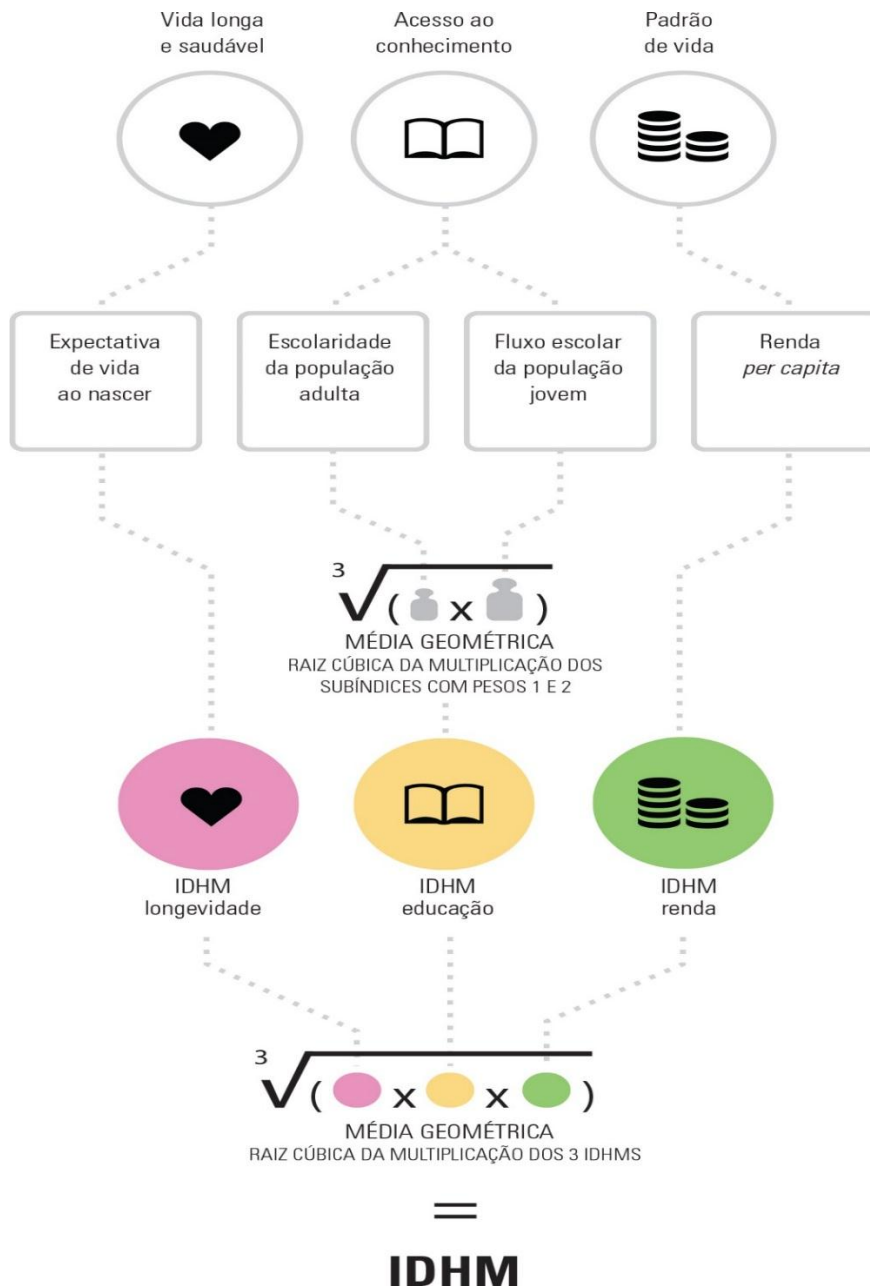 Vida longa
e saudável
Acesso ao
conhecimento
Padrão
de vida
Expectativa
de vida
ao nascer
Escolaridade
da população
adulta
Fluxo escolar
da população
jovem
Renda
per capita
3
√( x )
MÉDIA GEOMÉTRICA
RAIZ CÚBICA DA MULTIPLICAÇÃO DOS
SUBÍNDICES COM PESOS 1 E 2
IDHM
longevidade
IDHM
educação
IDHM
renda
3
√( x x )
MÉDIA GEOMÉTRICA
RAIZ CÚBICA DA MULTIPLICAÇÃO DOS 3 IDHMS
=
IDHM